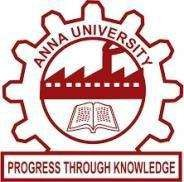 ANNA UNIVERSITY
PROGRESS THROUGH KNOWLEDGE